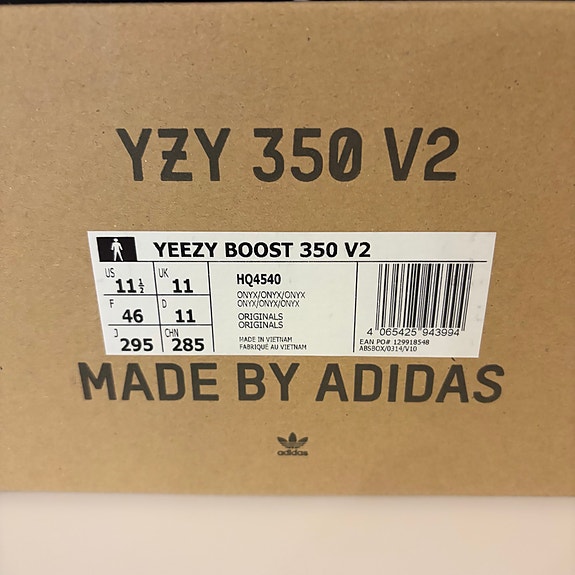 YZY 350 V2
YEEZY BOOST 350 V2
US 11½ UK 11
F 46 D 11
J 295 CHN 285
HQ4540
ONYX/ONYX/ONYX
ONYX/ONYX/ONYX
ORIGINALS
ORIGINALS
MADE IN VIETNAM
FABRIQUÉ AU VIETNAM
4 065425 943994
EAN PO# 129918548
ABSBOX/0314/V10
MADE BY ADIDAS
adidas